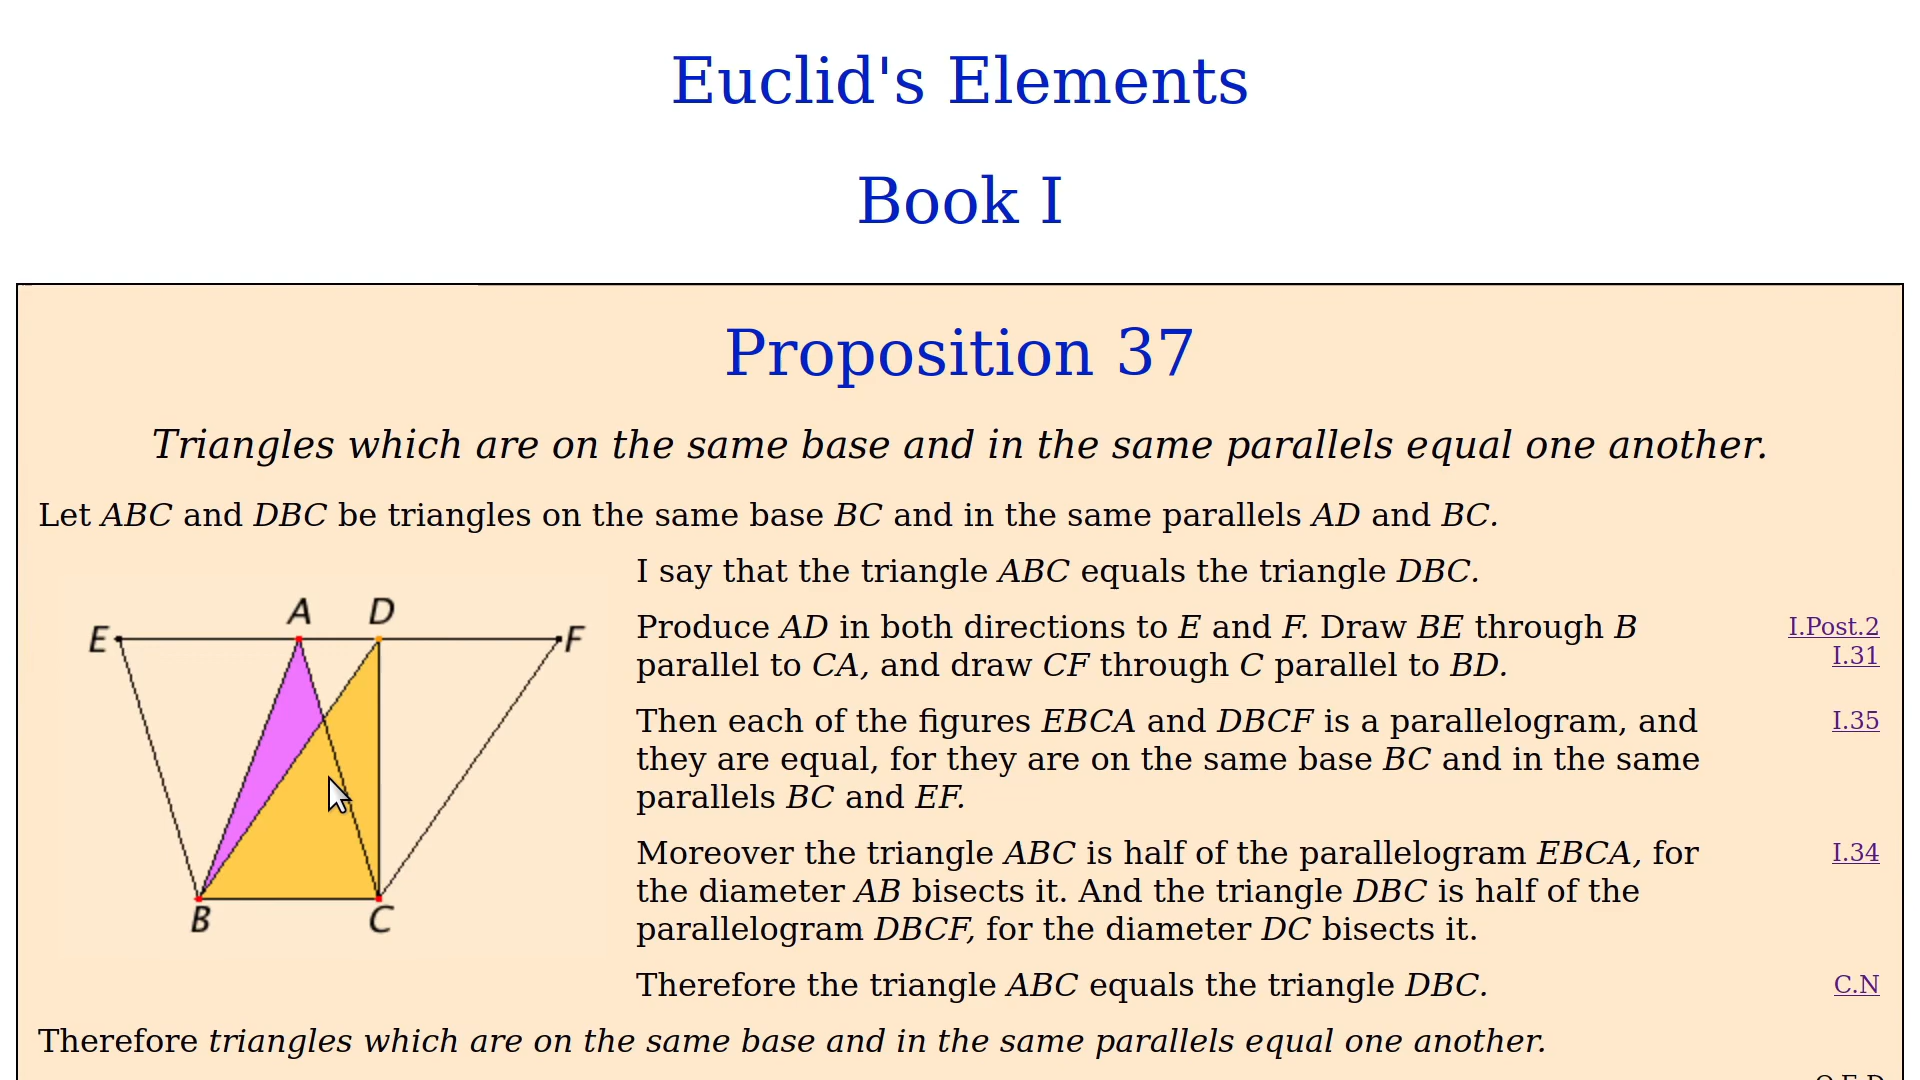 Euclid's Elements
Book I
Proposition 37
Triangles which are on the same base and in the same parallels equal one another.
Let ABC and DBC be triangles on the same base BC and in the same parallels AD and BC.
A D
E F
B C
I say that the triangle ABC equals the triangle DBC.
Produce AD in both directions to E and F. Draw BE through B
parallel to CA, and draw CF through C parallel to BD.
I.Post.2
I.31
Then each of the figures EBCA and DBCF is a parallelogram, and
they are equal, for they are on the same base BC and in the same
parallels BC and EF.
I.35
Moreover the triangle ABC is half of the parallelogram EBCA, for
the diameter AB bisects it. And the triangle DBC is half of the
parallelogram DBCF, for the diameter DC bisects it.
I.34
Therefore the triangle ABC equals the triangle DBC.
C.N
Therefore triangles which are on the same base and in the same parallels equal one another.